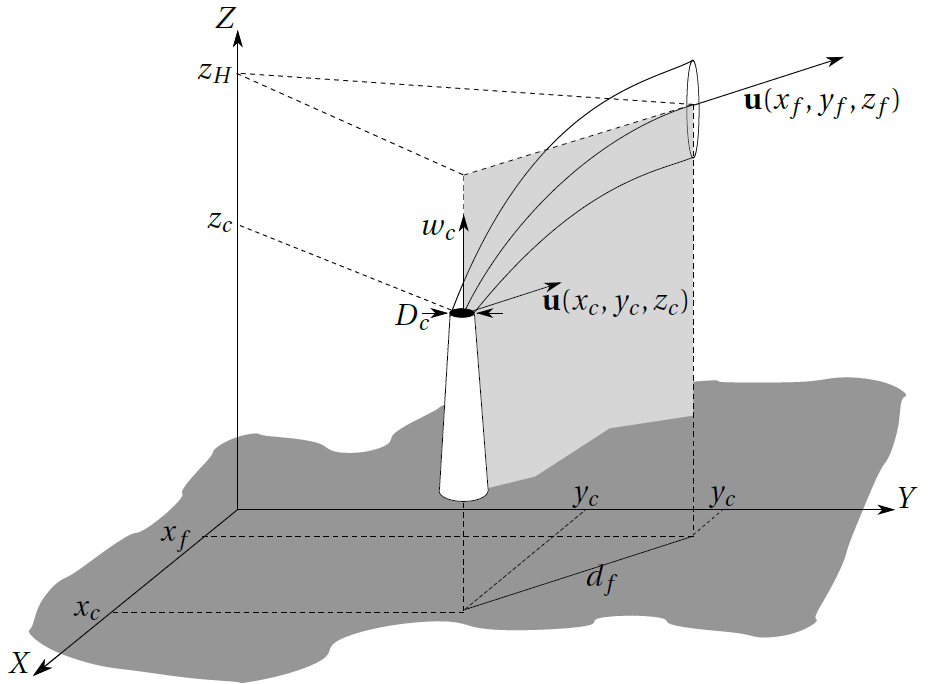 Z
z_H
u(x_f, y_f, z_f)
z_c
w_c
u(x_c, y_c, z_c)
D_c
y_c
y_c
Y
x_f
d_f
x_c
X